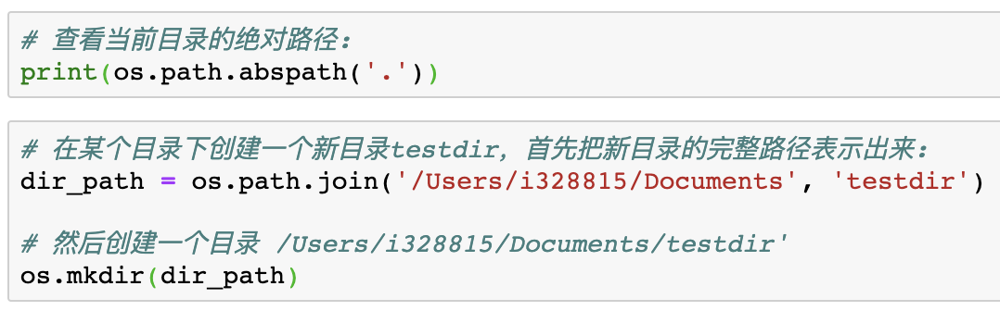 # 查看当前目录的绝对路径：
print(os.path.abspath('.'))
# 在某个目录下创建一个新目录testdir，首先把新目录的完整路径表示出来：
dir_path = os.path.join('/Users/i328815/Documents', 'testdir')
# 然后创建一个目录 /Users/i328815/Documents/testdir'
os.mkdir(dir_path)